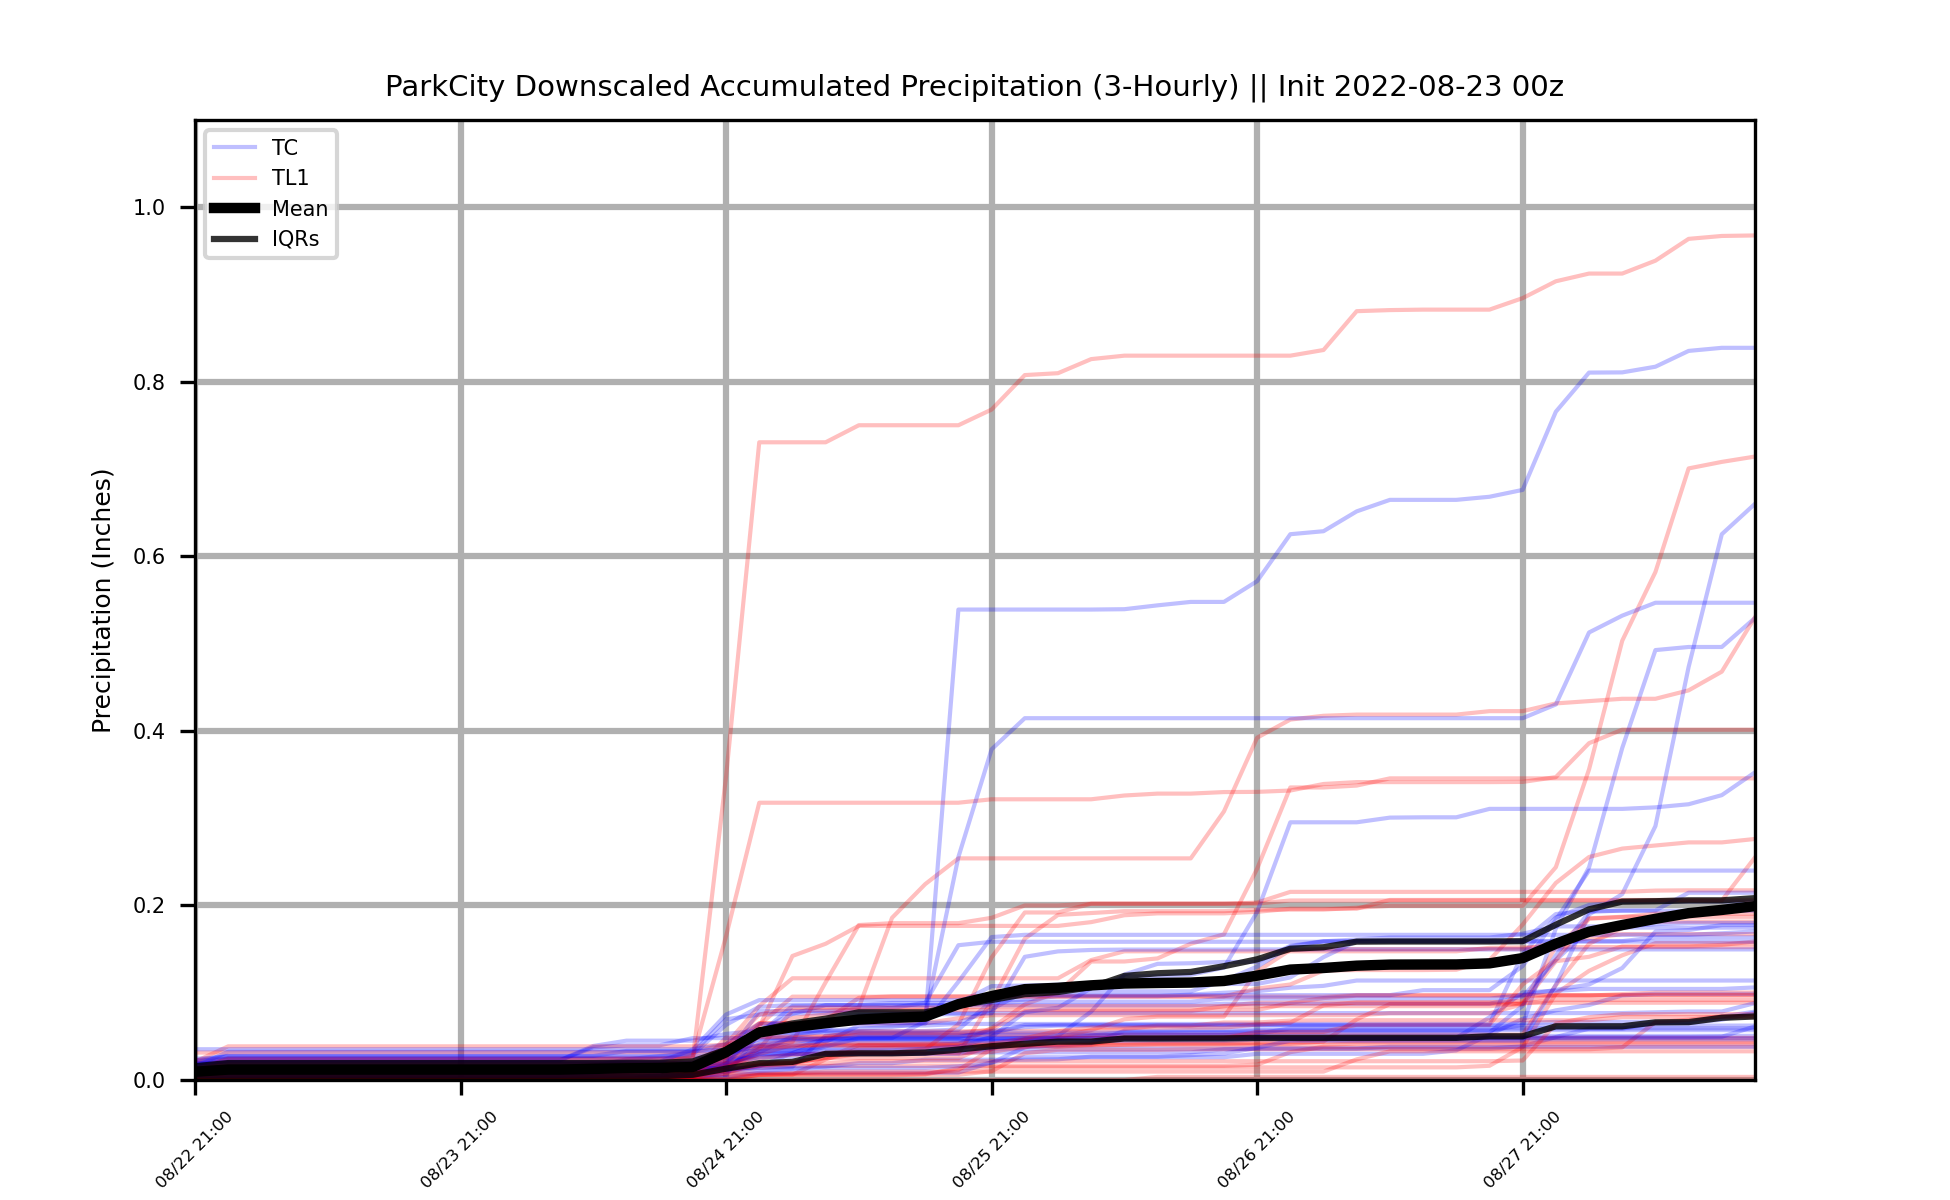 ParkCity Downscaled Accumulated Precipitation (3-Hourly) || Init 2022-08-23 00z
TC
TL1
Mean
IQRs
Precipitation (Inches)
1.0
0.8
0.6
0.4
0.2
0.0
08/22 21:00
08/23 21:00
08/24 21:00
08/25 21:00
08/26 21:00
08/27 21:00